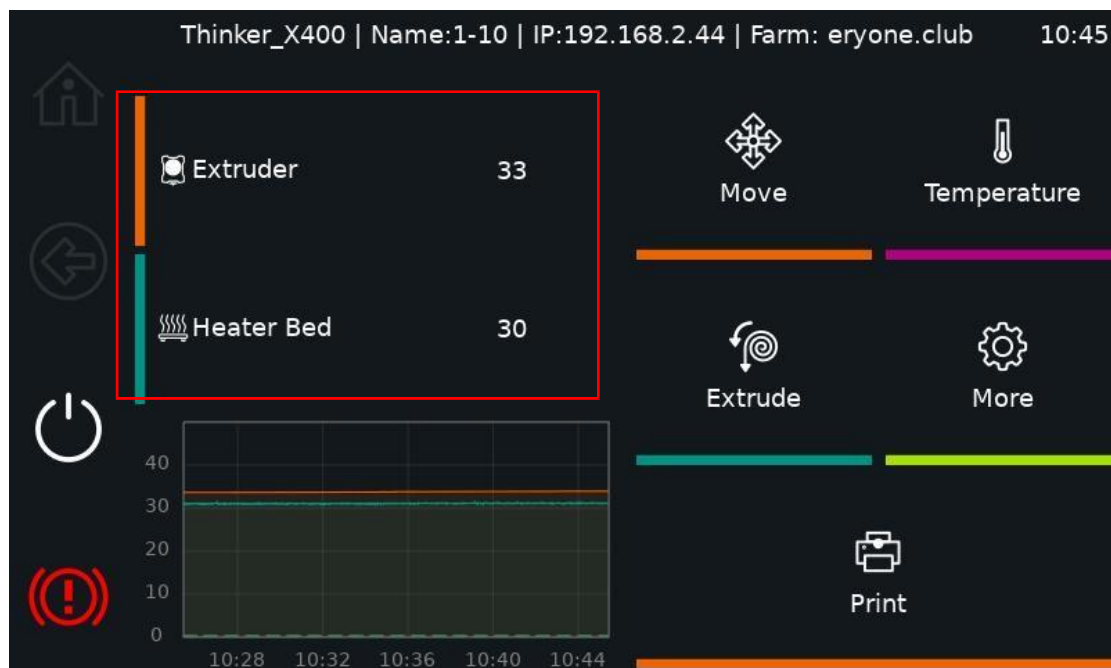 Thinker_X400 | Name:1-10 | IP:192.168.2.44 | Farm: eryone.club 10:45
Extruder 33
Heater Bed 30
Move
Temperature
Extrude
More
Print
40
30
20
10
0
10:28 10:32 10:36 10:40 10:44